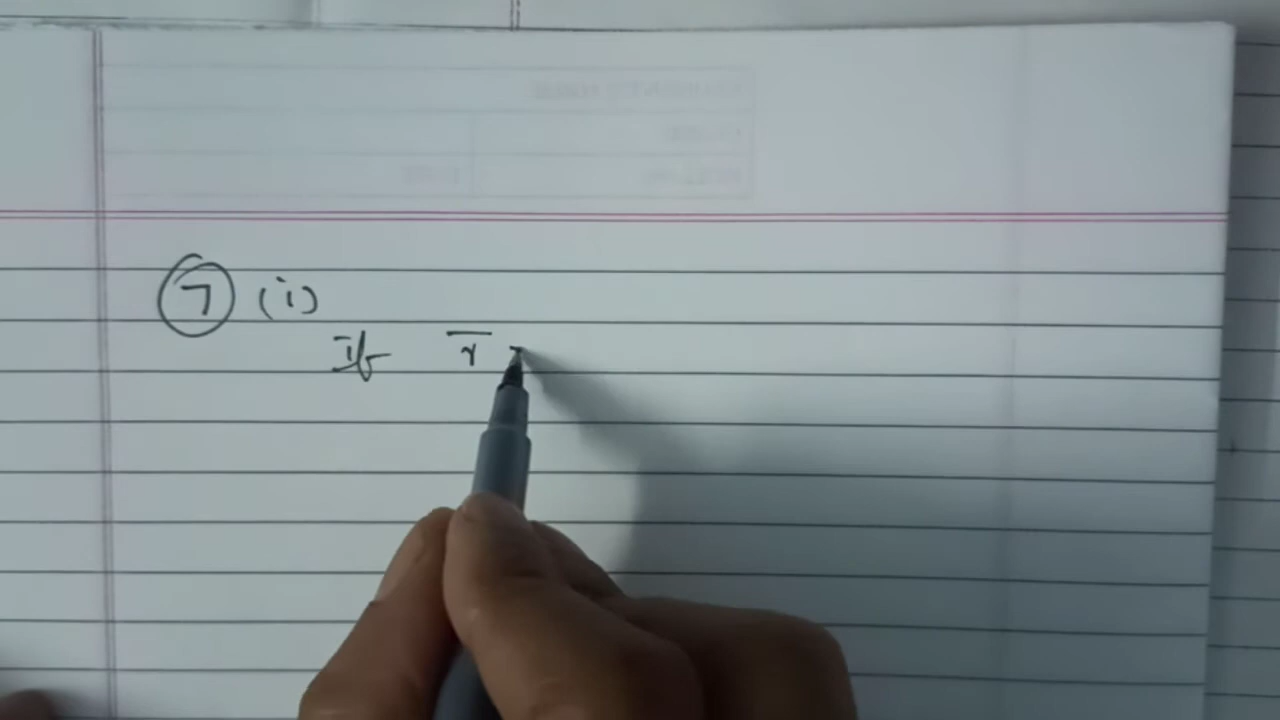 ⑦ (i)
If r̅